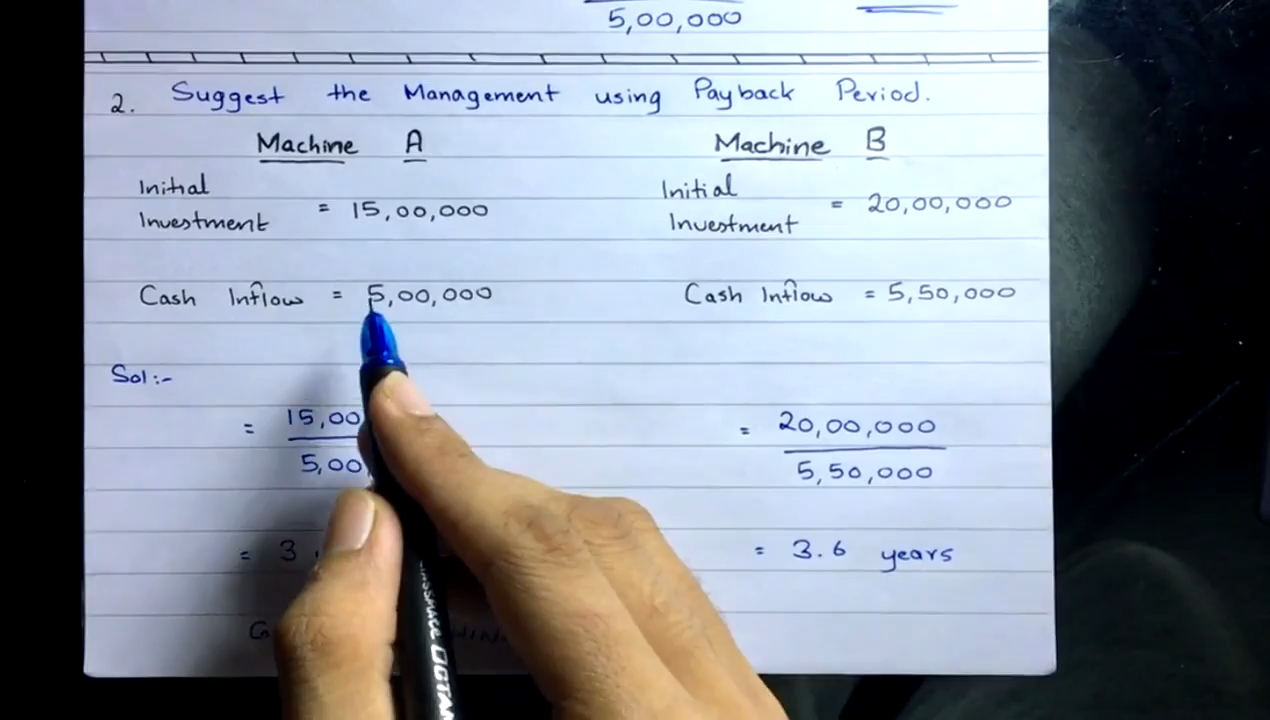 5,00,000
2. Suggest the Management using Payback Period.
Machine A
Machine B
Initial
Investment = 15,00,000
Initial
Investment = 20,00,000
Cash Inflow = 5,00,000
Cash Inflow = 5,50,000
Sol:-
= 15,00
5,00
= 20,00,000
5,50,000
= 3
= 3.6 years